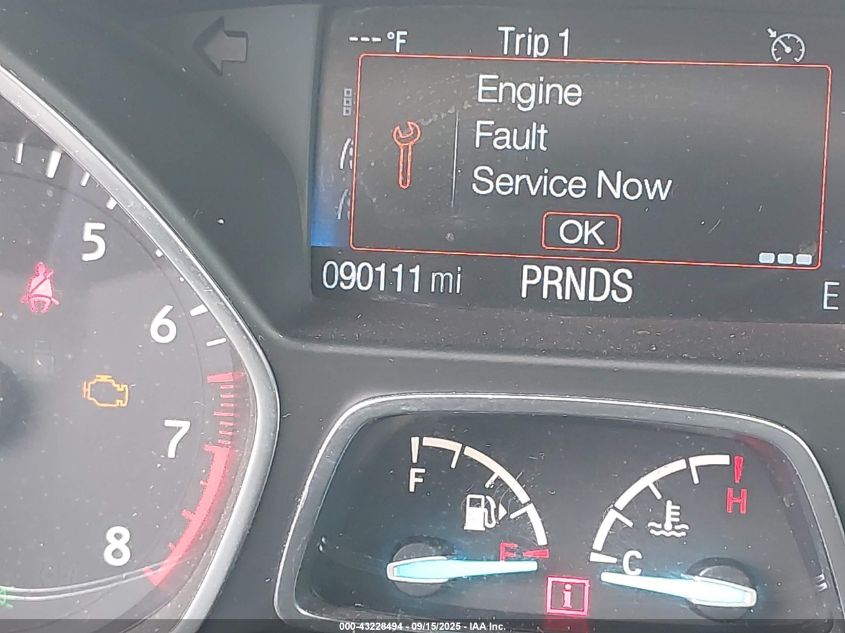 ---°F
Trip 1
Engine
Fault
Service Now
OK
090111 mi
PRNDS
E
5
6
7
8
F
E
H
C
i
000-43228494 - 09/15/2025 - IAA Inc.